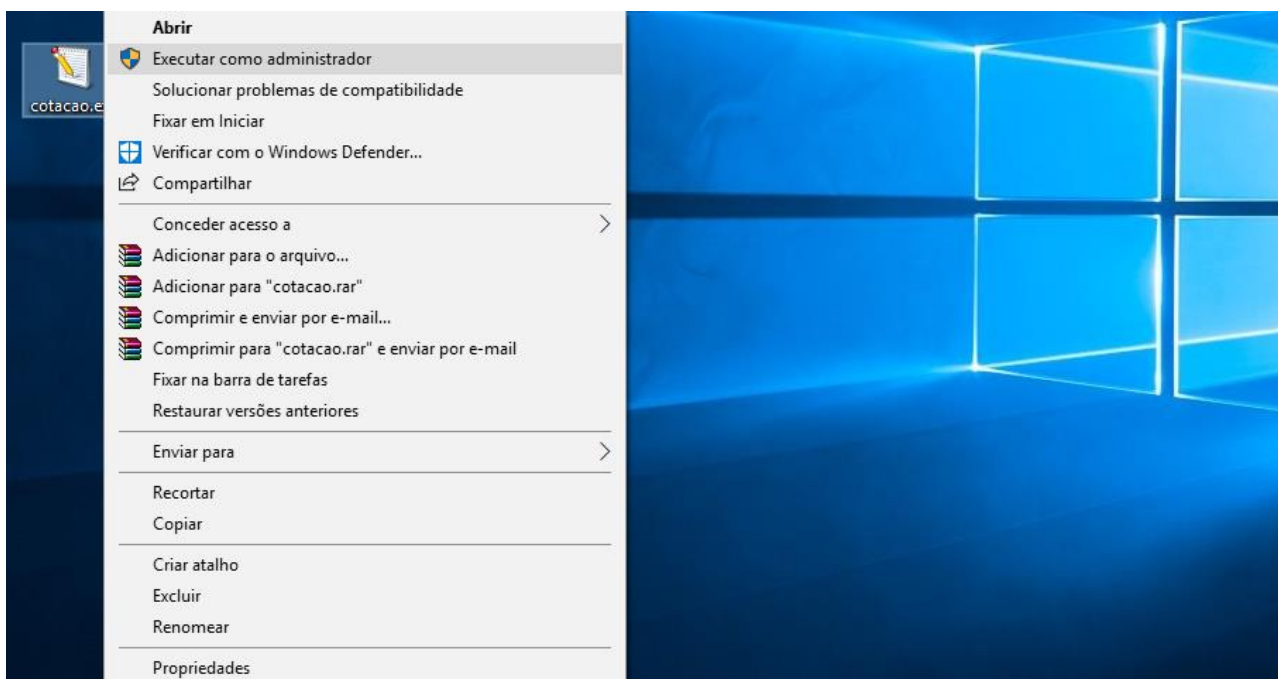 cotacao.e
Abrir
Executar como administrador
Solucionar problemas de compatibilidade
Fixar em Iniciar
Verificar com o Windows Defender...
Compartilhar
Conceder acesso a
Adicionar para o arquivo...
Adicionar para "cotacao.rar"
Comprimir e enviar por e-mail...
Comprimir para "cotacao.rar" e enviar por e-mail
Fixar na barra de tarefas
Restaurar versões anteriores
Enviar para
Recortar
Copiar
Criar atalho
Excluir
Renomear
Propriedades